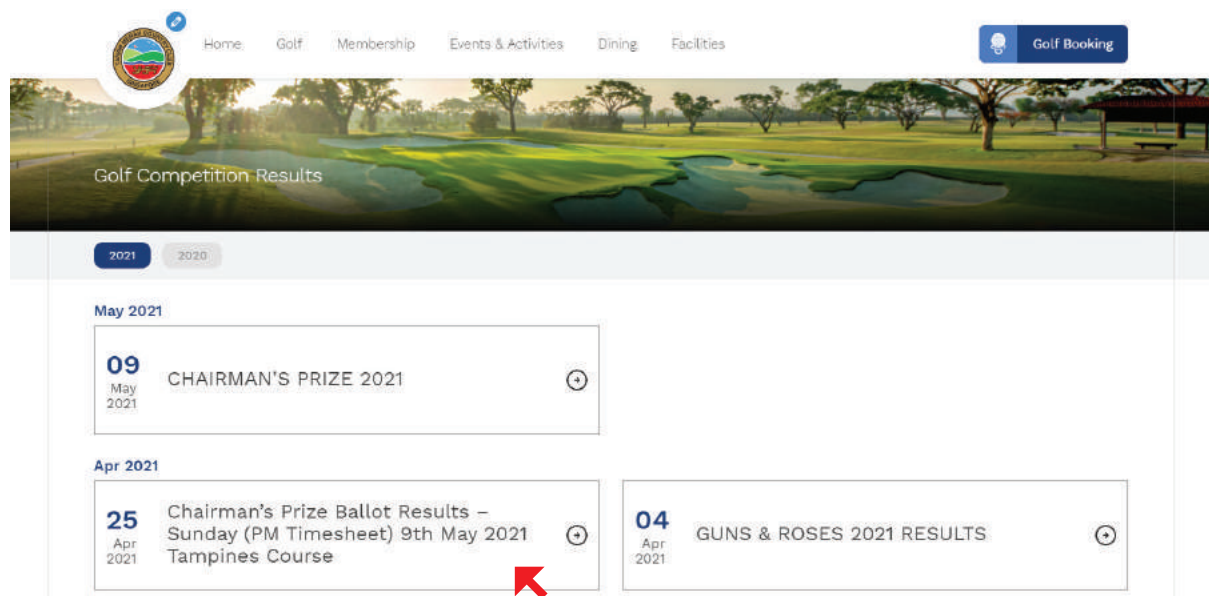 Home Golf Membership Events & Activities Dining Facilities Golf Booking
Golf Competition Results
2021 2020
May 2021
09
May
2021
CHAIRMAN'S PRIZE 2021
Apr 2021
25
Apr
2021
Chairman's Prize Ballot Results –
Sunday (PM Timesheet) 9th May 2021
Tampines Course
04
Apr
2021
GUNS & ROSES 2021 RESULTS